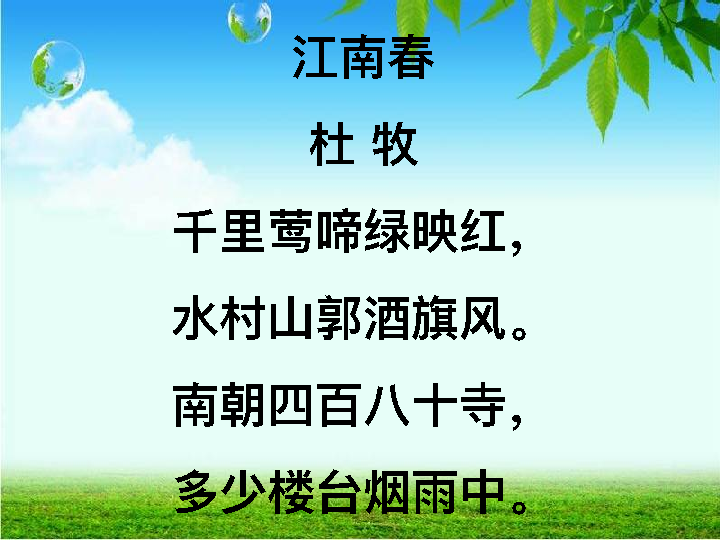 江南春
杜 牧
千里莺啼绿映红，
水村山郭酒旗风。
南朝四百八十寺，
多少楼台烟雨中。